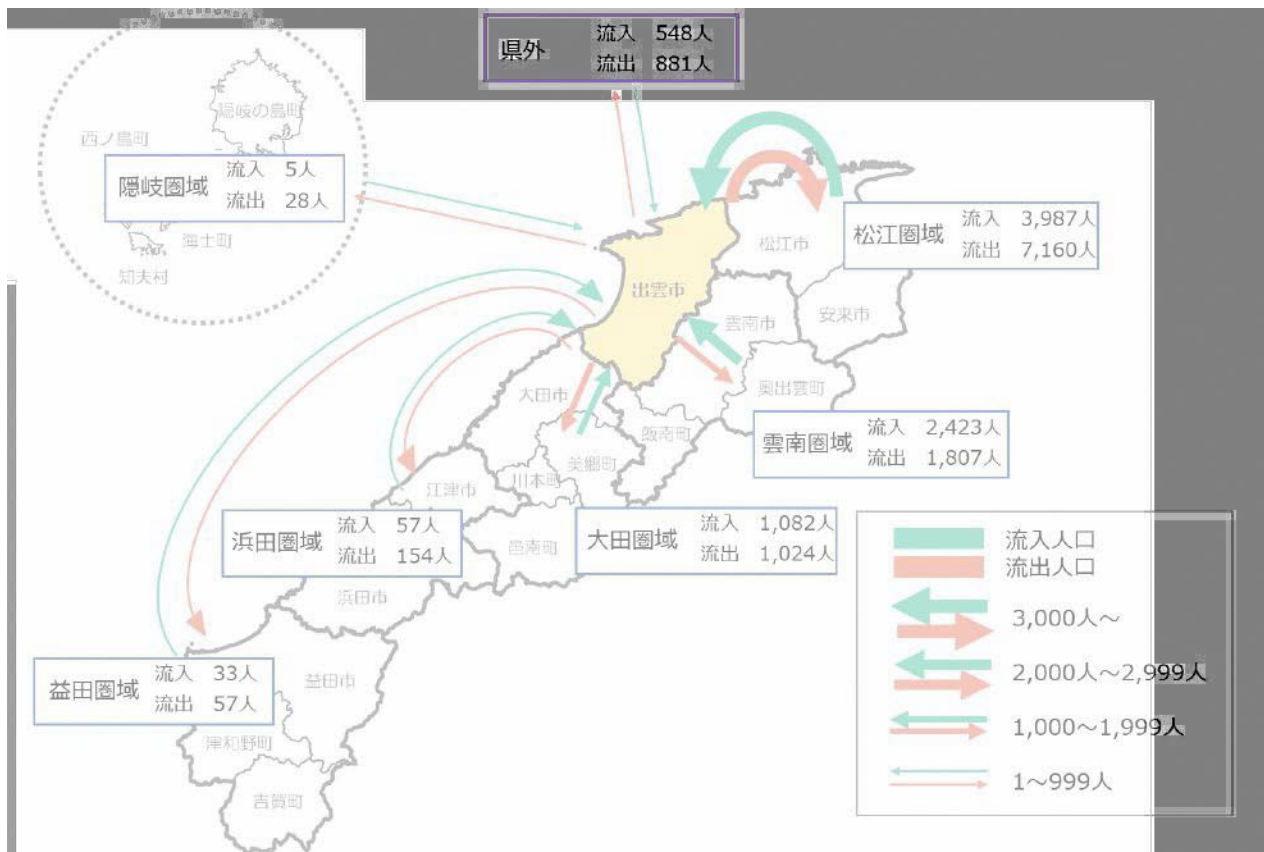 県外
流入 548人
流出 881人
隠岐の島町
西ノ島町
隠岐圏域
流入 5人
流出 28人
海士町
知夫村
松江市
松江圏域
流入 3,987人
流出 7,160人
出雲市
雲南市
安来市
大田市
奥出雲町
飯南町
雲南圏域
流入 2,423人
流出 1,807人
美郷町
川本町
江津市
浜田圏域
流入 57人
流出 154人
邑南町
大田圏域
流入 1,082人
流出 1,024人
浜田市
益田圏域
流入 33人
流出 57人
益田市
津和野町
吉賀町
流入人口
流出人口
3,000人～
2,000人～2,999人
1,000～1,999人
1～999人